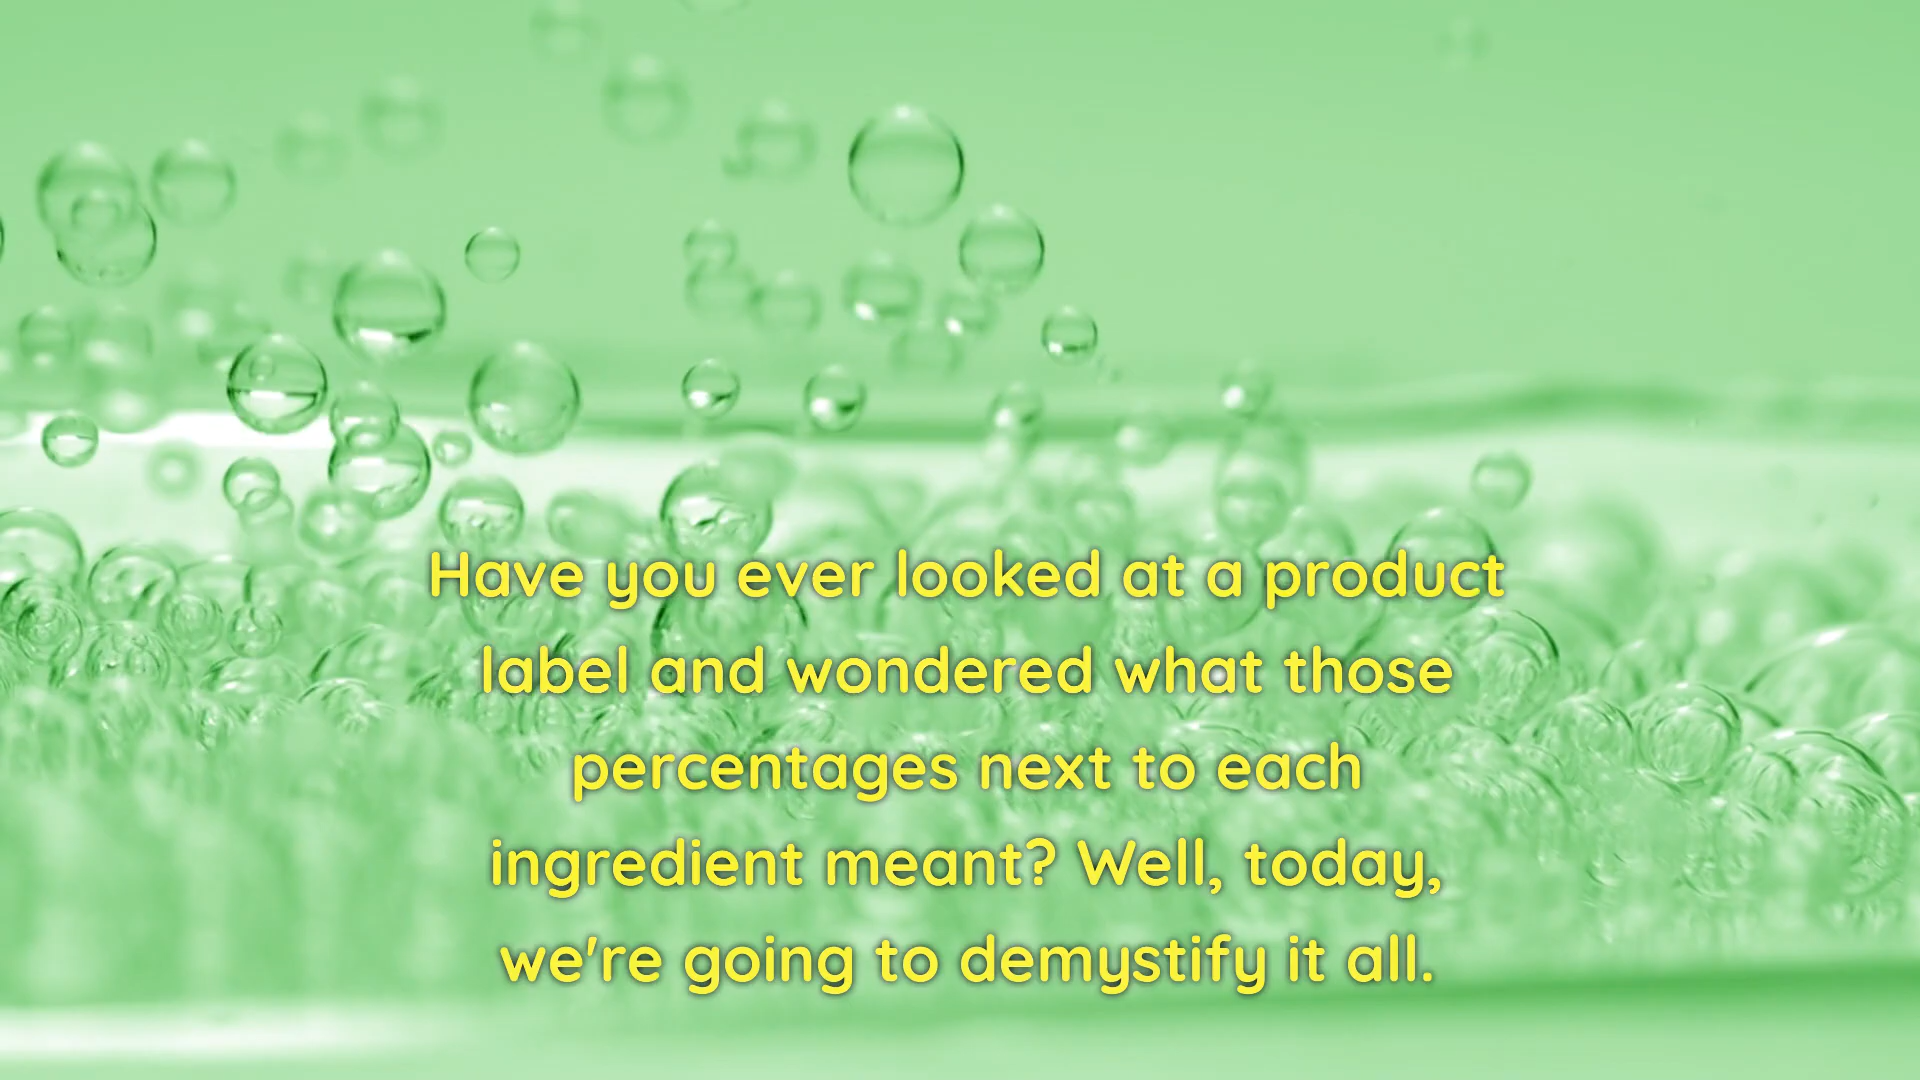 Have you ever looked at a product
label and wondered what those
percentages next to each
ingredient meant? Well, today,
we're going to demystify it all.